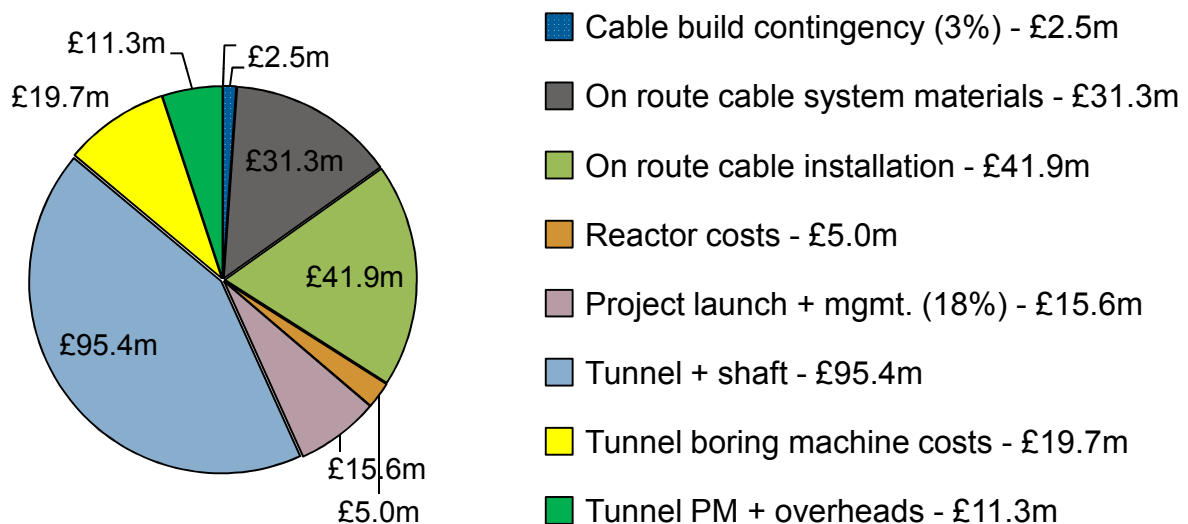 £11.3m
£2.5m
£19.7m
£31.3m
£41.9m
£95.4m
£15.6m
£5.0m
Cable build contingency (3%) - £2.5m
On route cable system materials - £31.3m
On route cable installation - £41.9m
Reactor costs - £5.0m
Project launch + mgmt. (18%) - £15.6m
Tunnel + shaft - £95.4m
Tunnel boring machine costs - £19.7m
Tunnel PM + overheads - £11.3m